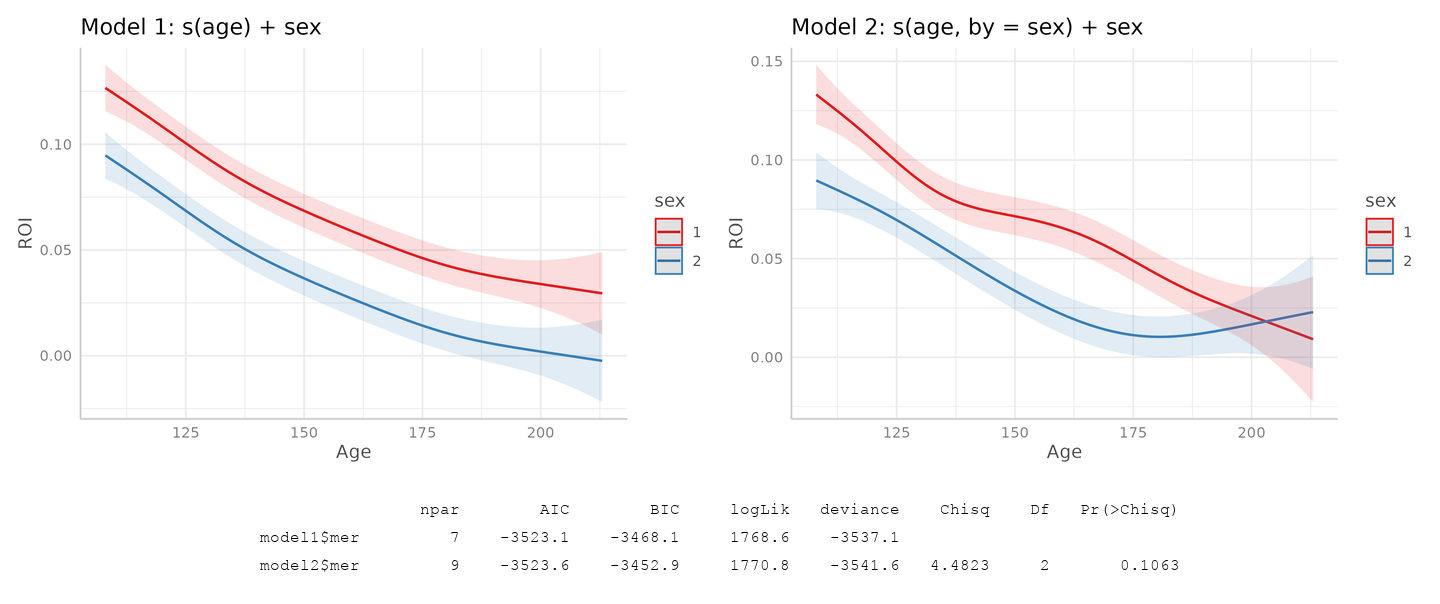 Model 1: s(age) + sex
0.10
0.05
0.00
ROI
125 150 175 200
Age
sex
1
2
Model 2: s(age, by = sex) + sex
0.15
0.10
0.05
0.00
ROI
125 150 175 200
Age
sex
1
2
npar AIC BIC logLik deviance Chisq Df Pr(>Chisq)
model1$mer 7 -3523.1 -3468.1 1768.6 -3537.1
model2$mer 9 -3523.6 -3452.9 1770.8 -3541.6 4.4823 2 0.1063